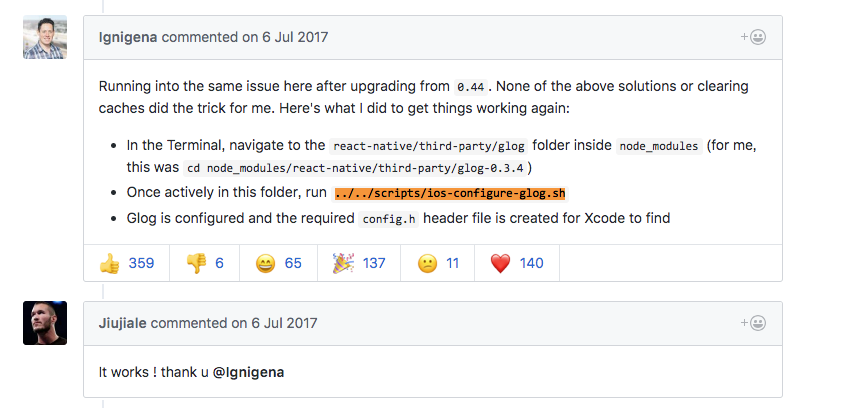 Ignigena commented on 6 Jul 2017
Running into the same issue here after upgrading from 0.44. None of the above solutions or clearing
caches did the trick for me. Here's what I did to get things working again:
• In the Terminal, navigate to the react-native/third-party/glog folder inside node_modules (for me,
this was cd node_modules/react-native/third-party/glog-0.3.4)
• Once actively in this folder, run ../../scripts/ios-configure-glog.sh
• Glog is configured and the required config.h header file is created for Xcode to find
359 6 65 137 11 140
Jiujiale commented on 6 Jul 2017
It works ! thank u @Ignigena